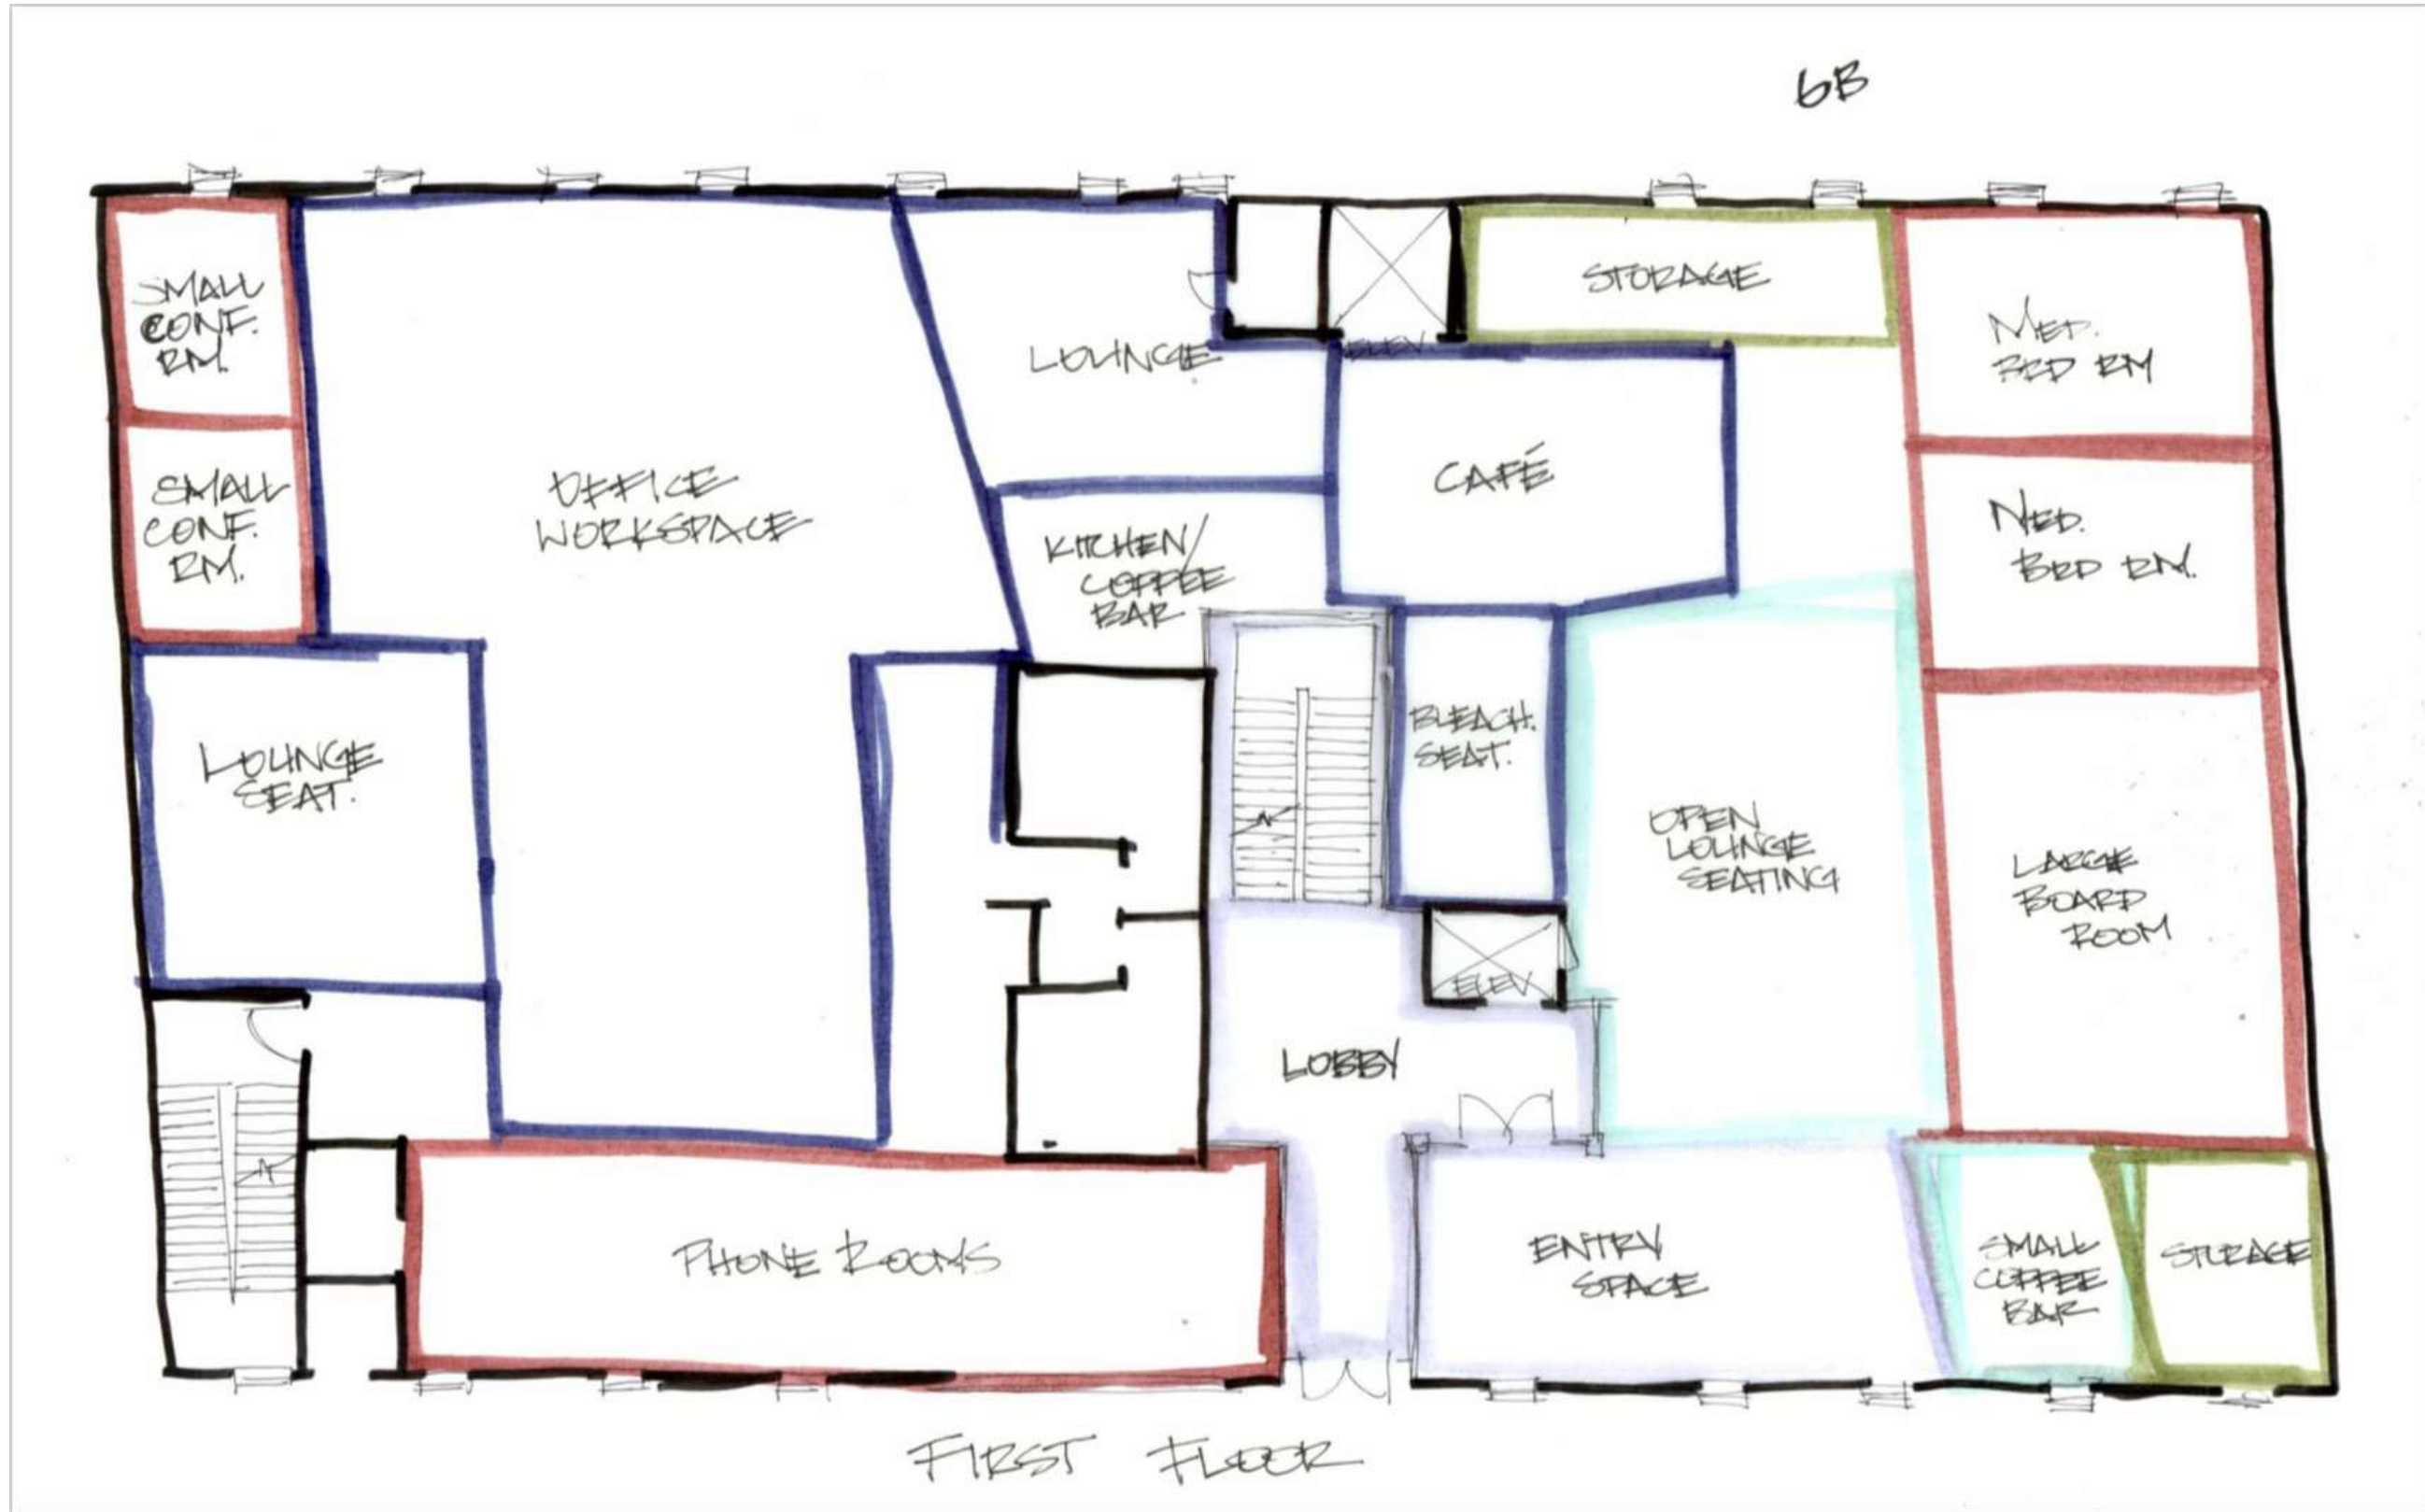 6B
SMALL
CONF.
RM.
SMALL
CONF.
RM.
OFFICE
WORKSPACE
LOUNGE
ELEV
STORAGE
MED.
BRD RM
KITCHEN/
COFFEE
BAR
CAFÉ
MED.
BRD RM.
LOUNGE
SEAT.
BLEACH.
SEAT.
OPEN
LOUNGE
SEATING
LARGE
BOARD
ROOM
ELEV
LOBBY
PHONE ROOMS
ENTRY
SPACE
SMALL
COFFEE
BAR
STORAGE
FIRST FLOOR